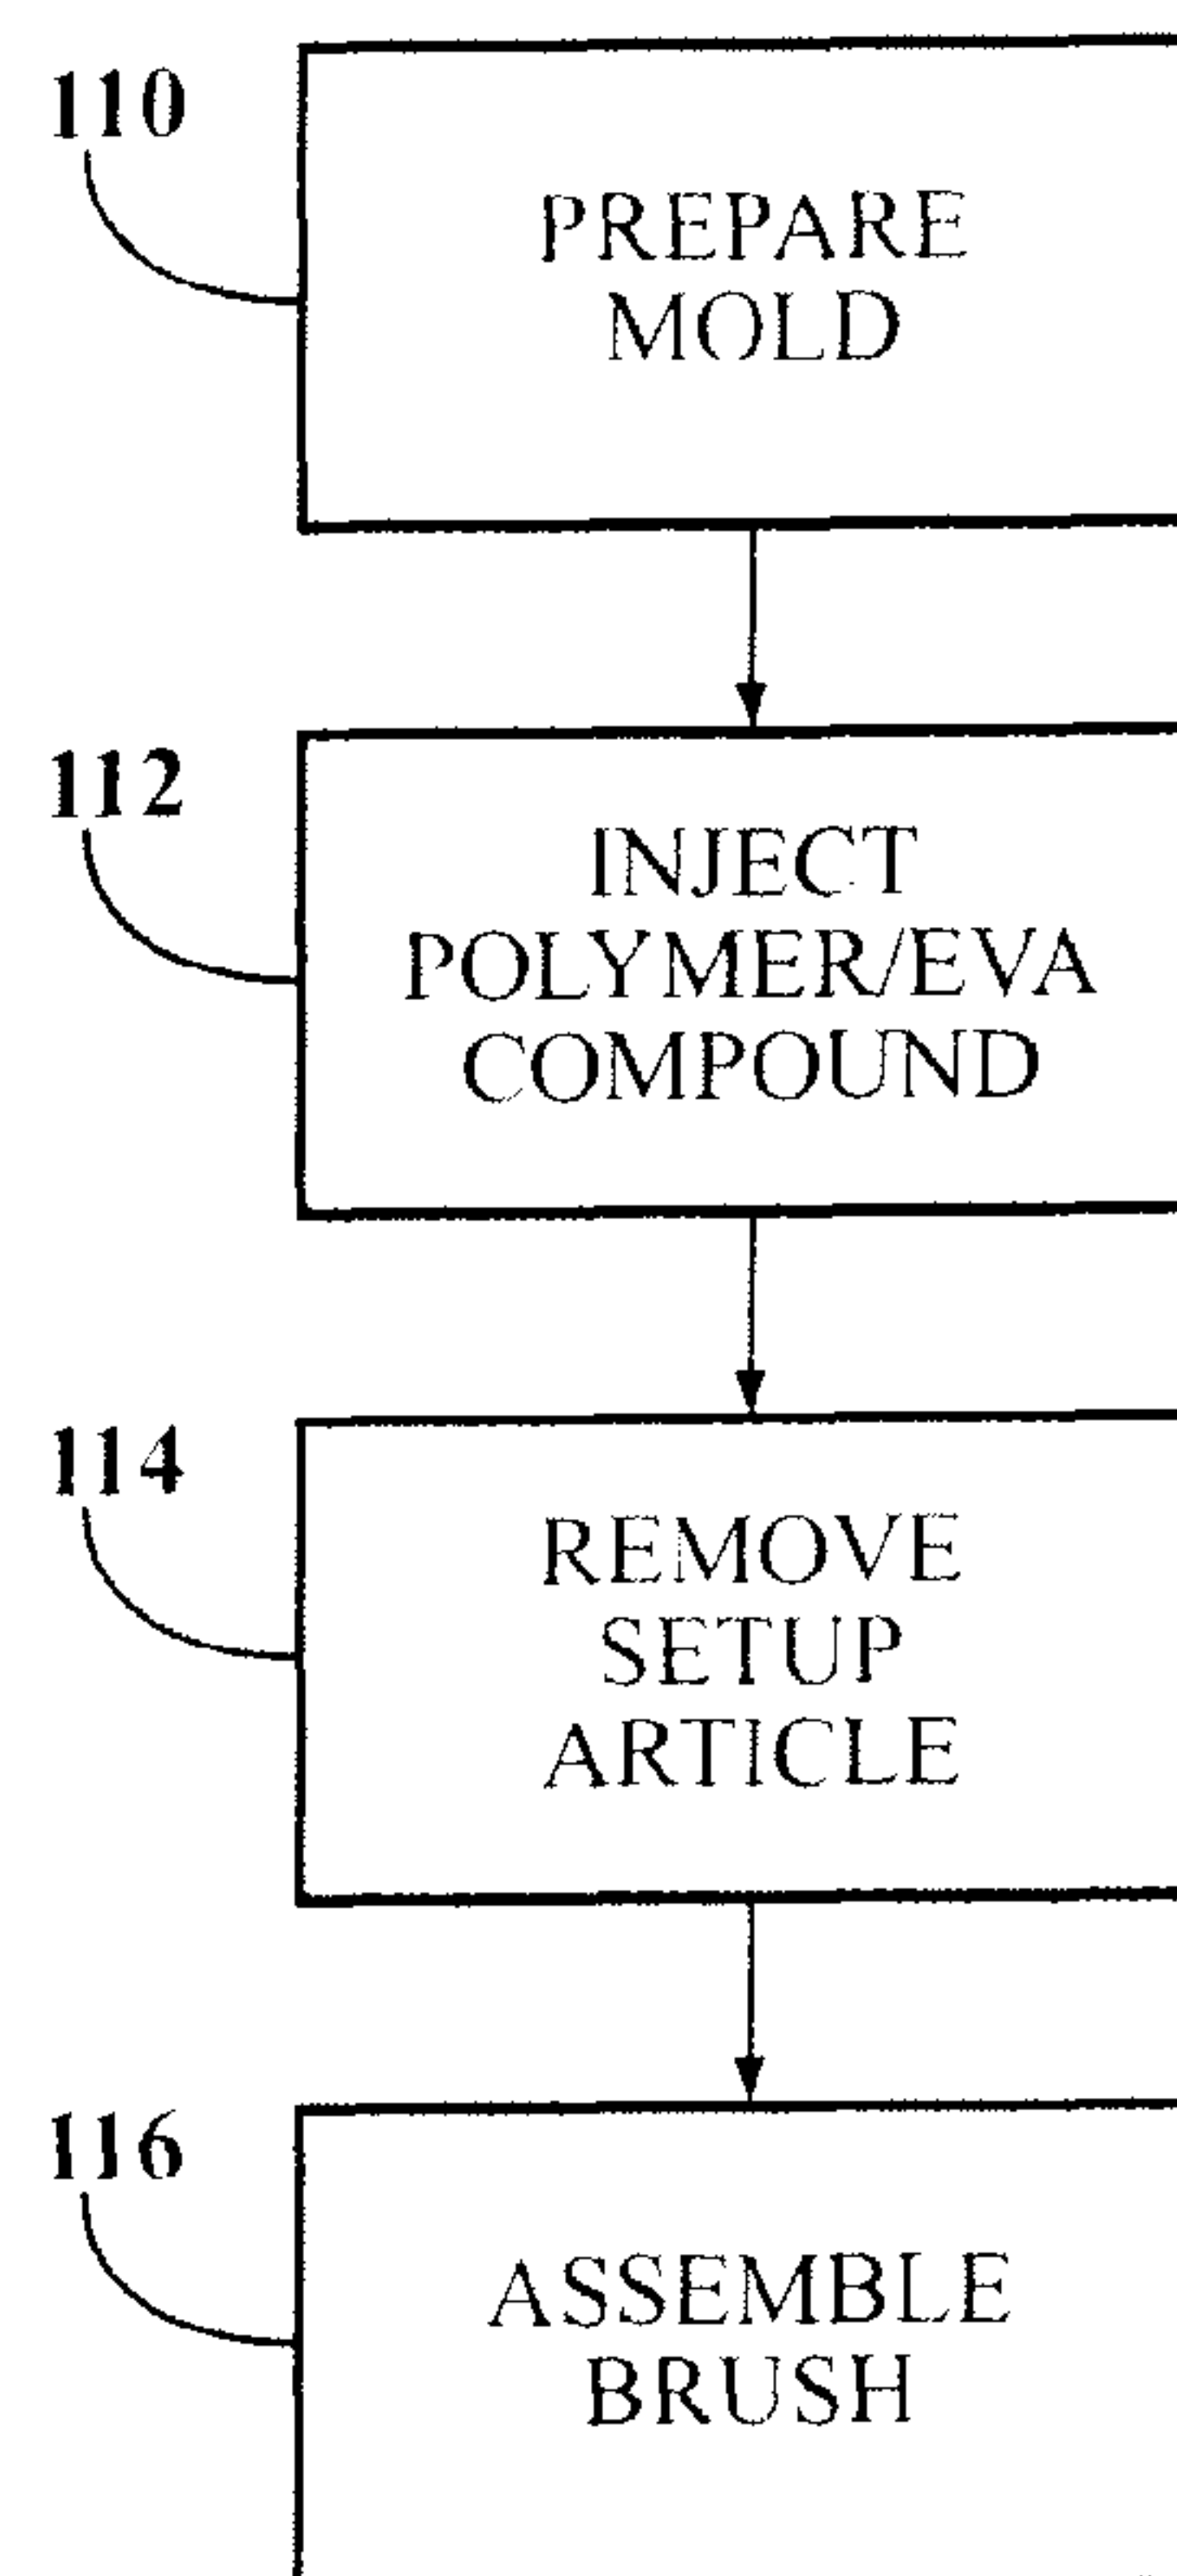 110
PREPARE
MOLD
112
INJECT
POLYMER/EVA
COMPOUND
114
REMOVE
SETUP
ARTICLE
116
ASSEMBLE
BRUSH